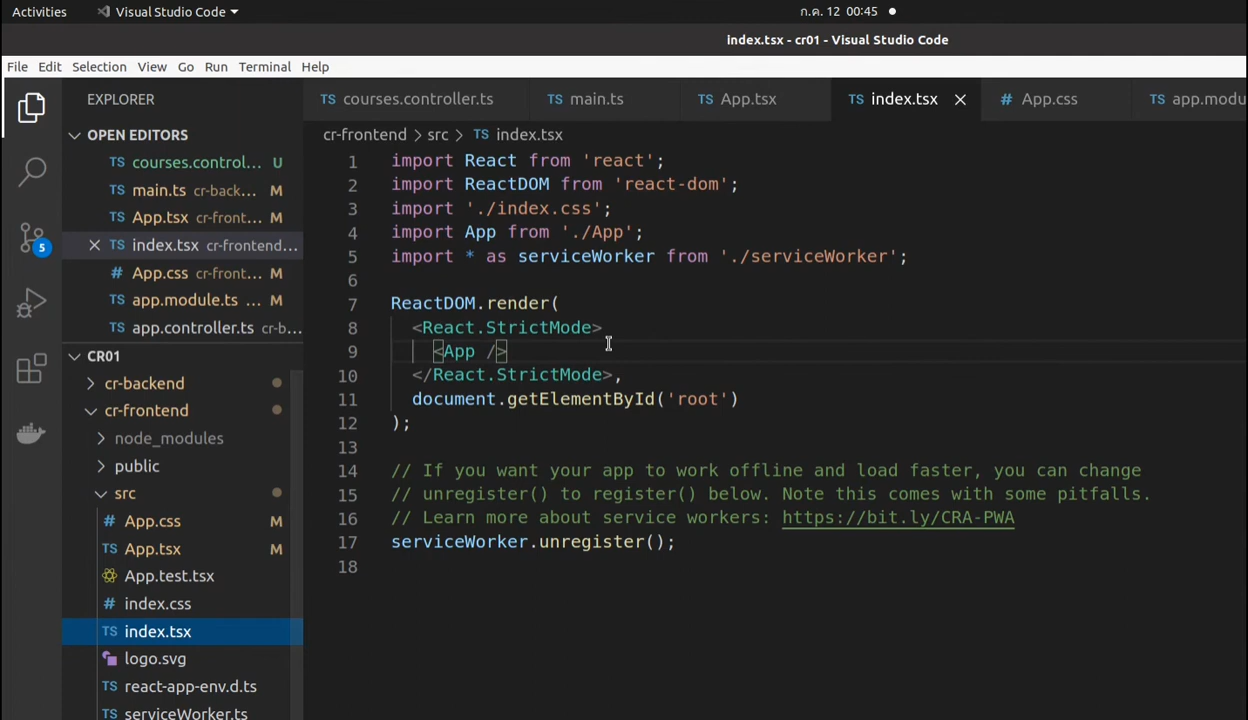 Activities
Visual Studio Code
ก.ค. 12 00:45
index.tsx - cr01 - Visual Studio Code
File Edit Selection View Go Run Terminal Help
EXPLORER
OPEN EDITORS
TS courses.control... U
TS main.ts cr-back... M
TS App.tsx cr-front... M
TS index.tsx cr-frontend...
# App.css cr-front... M
TS app.module.ts ... M
TS app.controller.ts cr-b...
CR01
cr-backend
cr-frontend
node_modules
public
src
# App.css M
TS App.tsx M
App.test.tsx
# index.css
TS index.tsx
logo.svg
TS react-app-env.d.ts
TS serviceWorker.ts
5
TS courses.controller.ts
TS main.ts
TS App.tsx
TS index.tsx
# App.css
TS app.modu
cr-frontend > src > TS index.tsx
1 import React from 'react';
2 import ReactDOM from 'react-dom';
3 import './index.css';
4 import App from './App';
5 import * as serviceWorker from './serviceWorker';
6
7 ReactDOM.render(
8 <React.StrictMode>
9 <App />
10 </React.StrictMode>,
11 document.getElementById('root')
12 );
13
14 // If you want your app to work offline and load faster, you can change
15 // unregister() to register() below. Note this comes with some pitfalls.
16 // Learn more about service workers: https://bit.ly/CRA-PWA
17 serviceWorker.unregister();
18